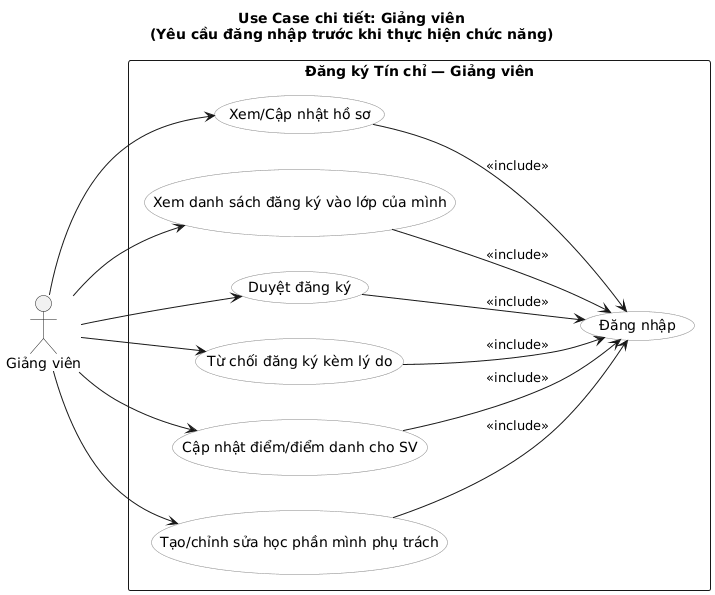 Use Case chi tiết: Giảng viên
(Yêu cầu đăng nhập trước khi thực hiện chức năng)
Đăng ký Tín chỉ — Giảng viên
Xem/Cập nhật hồ sơ
«include»
Xem danh sách đăng ký vào lớp của mình
«include»
Duyệt đăng ký
«include»
Đăng nhập
Giảng viên
Từ chối đăng ký kèm lý do
«include»
«include»
Cập nhật điểm/điểm danh cho SV
«include»
Tạo/chỉnh sửa học phần mình phụ trách